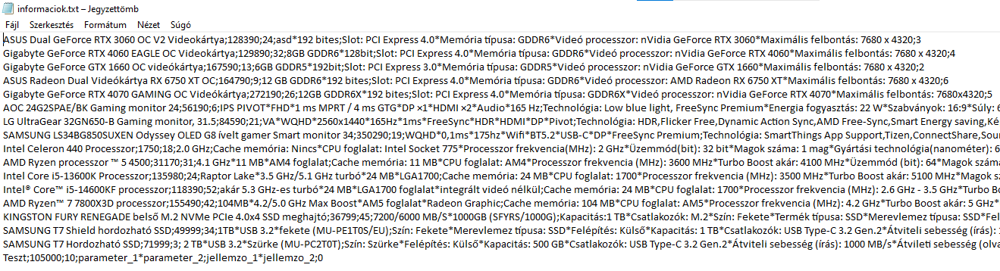 informaciok.txt – Jegyzettömb
Fájl Szerkesztés Formátum Nézet Súgó
ASUS Dual GeForce RTX 3060 OC V2 Videokártya;128390;24;asd*192 bites;Slot: PCI Express 4.0*Memória típusa: GDDR6*Videó processzor: nVidia GeForce RTX 3060*Maximális felbontás: 7680 x 4320;3
Gigabyte GeForce RTX 4060 EAGLE OC Videokártya;129890;32;8GB GDDR6*128bit;Slot: PCI Express 4.0*Memória típusa: GDDR6*Videó processzor: nVidia GeForce RTX 4060*Maximális felbontás: 7680 x 4320;4
Gigabyte GeForce GTX 1660 OC videokártya;167590;13;6GB GDDR5*192bit;Slot: PCI Express 3.0*Memória típusa: GDDR5*Videó processzor: nVidia GeForce GTX 1660*Maximális felbontás: 7680 x 4320;2
ASUS Radeon Dual Videókártya RX 6750 XT OC;164790;9;12 GB GDDR6*192 bites;Slot: PCI Express 4.0*Memória típusa: GDDR6*Videó processzor: AMD Radeon RX 6750 XT*Maximális felbontás: 7680 x 4320;6
Gigabyte GeForce RTX 4070 GAMING OC Videókártya;272190;26;12GB GDDR6X*192 bites;Slot: PCI Express 4.0*Memória típusa: GDDR6X*Videó processzor: nVidia GeForce RTX 4070*Maximális felbontás: 7680x4320;5
AOC 24G2SPAE/BK Gaming monitor 24;56190;6;IPS PIVOT*FHD*1 ms MPRT / 4 ms GTG*DP ×1*HDMI ×2*Audio*165 Hz;Technológia: Low blue light, FreeSync Premium*Energia fogyasztás: 22 W*Szabványok: 16:9*Súly: 6
LG UltraGear 32GN650-B Gaming monitor, 31.5;84590;21;VA*WQHD*2560x1440*165Hz*1ms*FreeSync*HDR*HDMI*DP*Pivot;Technológia: HDR,Flicker Free,Dynamic Action Sync,AMD Free-Sync,Smart Energy saving,Ké
SAMSUNG LS34BG850SUXEN Odyssey OLED G8 ívelt gamer Smart monitor 34;350290;19;WQHD*0,1ms*175hz*Wifi*BT5.2*USB-C*DP*FreeSync Premium;Technológia: SmartThings App Support,Tizen,ConnectShare,Sour
Intel Celeron 440 Processzor;1750;18;2.0 GHz;Cache memória: Nincs*CPU foglalat: Intel Socket 775*Processzor frekvencia(MHz): 2 GHz*Üzemmód(bit): 32 bit*Magok száma: 1 mag*Gyártási technológia(nanométer): 6
AMD Ryzen processzor ™ 5 4500;31170;31;4.1 GHz*11 MB*AM4 foglalat;Cache memória: 11 MB*CPU foglalat: AM4*Processzor frekvencia (MHz): 3600 MHz*Turbo Boost akár: 4100 MHz*Üzemmód (bit): 64*Magok száma
Intel Core i5-13600K Processzor;135980;24;Raptor Lake*3.5 GHz/5.1 GHz turbó*24 MB*LGA1700;Cache memória: 24 MB*CPU foglalat: 1700*Processzor frekvencia (MHz): 3500 MHz*Turbo Boost akár: 5100 MHz*Magok sz
Intel® Core™ i5-14600KF processzor;118390;52;akár 5.3 GHz-es turbó*24 MB*LGA1700 foglalat*integrált videó nélkül;Cache memória: 24 MB*CPU foglalat: 1700*Processzor frekvencia (MHz): 2.6 GHz - 3.5 GHz*Turbo Bo
AMD Ryzen™ 7 7800X3D processzor;155490;42;104MB*4.2/5.0 GHz Max Boost*AM5 foglalat*Radeon Graphic;Cache memória: 104 MB*CPU foglalat: AM5*Processzor frekvencia (MHz): 4.2 GHz*Turbo Boost akár: 5 GHz*
KINGSTON FURY RENEGADE belső M.2 NVMe PCIe 4.0x4 SSD meghajtó;36799;45;7200/6000 MB/S*1000GB (SFYRS/1000G);Kapacitás:1 TB*Csatlakozók: M.2*Szín: Fekete*Termék típusa: SSD*Merevlemez típusa: SSD*Fel
SAMSUNG T7 Shield hordozható SSD;49999;34;1TB*USB 3.2*fekete (MU-PE1T0S/EU);Szín: Fekete*Merevlemez típusa: SSD*Felépítés: Külső*Kapacitás: 1 TB*Csatlakozók: USB Type-C 3.2 Gen.2*Átviteli sebesség (írás): 1
SAMSUNG T7 Hordozható SSD;71999;3; 2 TB*USB 3.2*Szürke (MU-PC2T0T);Szín: Szürke*Felépítés: Külső*Kapacitás: 500 GB*Csatlakozók: USB Type-C 3.2 Gen.2*Átviteli sebesség (írás): 1000 MB/s*Átvileti sebesség (olva
Teszt;105000;10;parameter_1*parameter_2;jellemzo_1*jellemzo_2;0